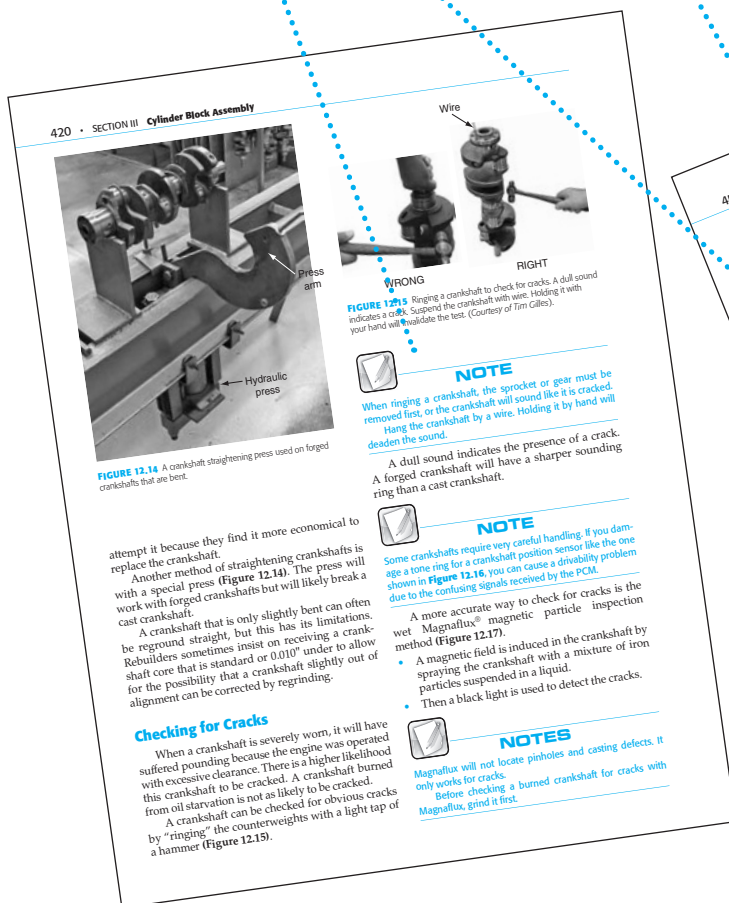 420 • SECTION III Cylinder Block Assembly
Press
arm
Hydraulic
press
FIGURE 12.14 A crankshaft straightening press used on forged
crankshafts that are bent.
attempt it because they find it more economical to
replace the crankshaft.
Another method of straightening crankshafts is
with a special press (Figure 12.14). The press will
work with forged crankshafts but will likely break a
cast crankshaft.
A crankshaft that is only slightly bent can often
be reground straight, but this has its limitations.
Rebuilders sometimes insist on receiving a crank-
shaft core that is standard or 0.010" under to allow
for the possibility that a crankshaft slightly out of
alignment can be corrected by regrinding.
Checking for Cracks
When a crankshaft is severely worn, it will have
suffered pounding because the engine was operated
with excessive clearance. There is a higher likelihood
this crankshaft to be cracked. A crankshaft burned
from oil starvation is not as likely to be cracked.
A crankshaft can be checked for obvious cracks
by “ringing” the counterweights with a light tap of
a hammer (Figure 12.15).
Wire
WRONG
RIGHT
FIGURE 12.15 Ringing a crankshaft to check for cracks. A dull sound
indicates a crack. Suspend the crankshaft with wire. Holding it with
your hand will invalidate the test. (Courtesy of Tim Gilles).
NOTE
When ringing a crankshaft, the sprocket or gear must be
removed first, or the crankshaft will sound like it is cracked.
Hang the crankshaft by a wire. Holding it by hand will
deaden the sound.
A dull sound indicates the presence of a crack.
A forged crankshaft will have a sharper sounding
ring than a cast crankshaft.
NOTE
Some crankshafts require very careful handling. If you dam-
age a tone ring for a crankshaft position sensor like the one
shown in Figure 12.16, you can cause a drivability problem
due to the confusing signals received by the PCM.
A more accurate way to check for cracks is the
wet Magnaflux® magnetic particle inspection
method (Figure 12.17).
• A magnetic field is induced in the crankshaft by
spraying the crankshaft with a mixture of iron
particles suspended in a liquid.
• Then a black light is used to detect the cracks.
NOTES
Magnaflux will not locate pinholes and casting defects. It
only works for cracks.
Before checking a burned crankshaft for cracks with
Magnaflux, grind it first.